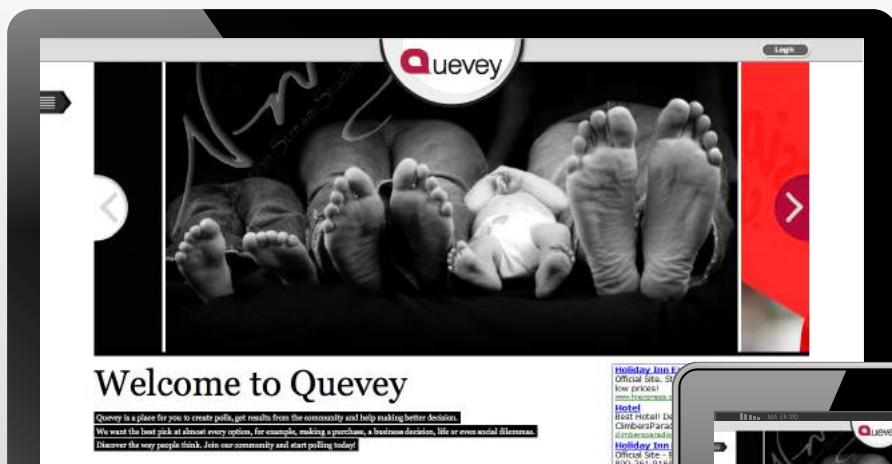 Login
Quevey
Welcome to Quevey
Quevey is a place for you to create polls, get results from the community and help making better decision.
We want the best pick at almost every option, for example, making a purchase, a business decision, life or even social dilemmas.
Discover the way people think. Join our community and start polling today!
Holiday Inn
Official Site,
low prices!
Hotel
Best Hotel!
Holiday Inn
Official Site -